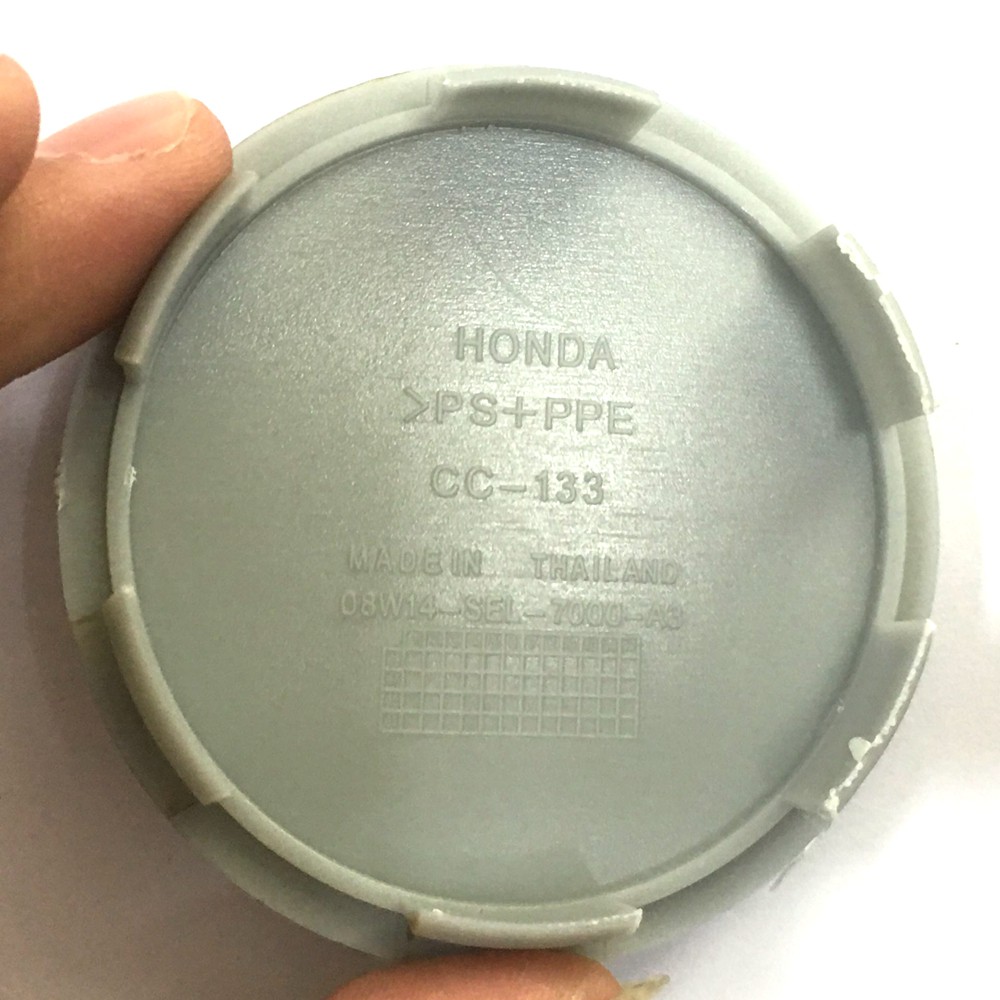 HONDA
>PS+PPE
CC-133
MADE IN THAILAND
08W14-SEL-7000-A3